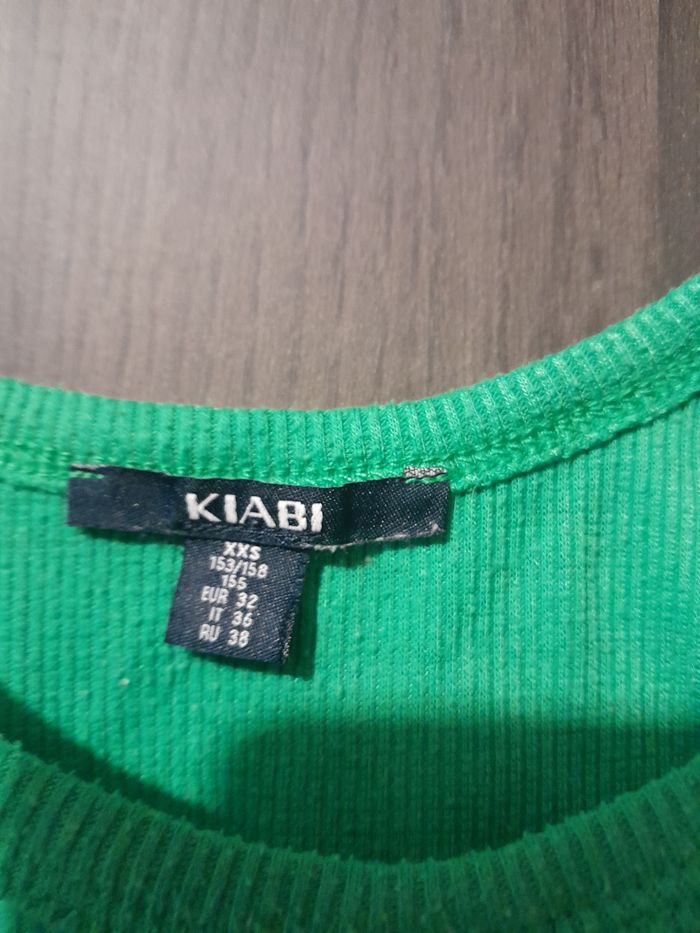 KIABI
XXS
153/158
155
EUR 32
IT 36
RU 38